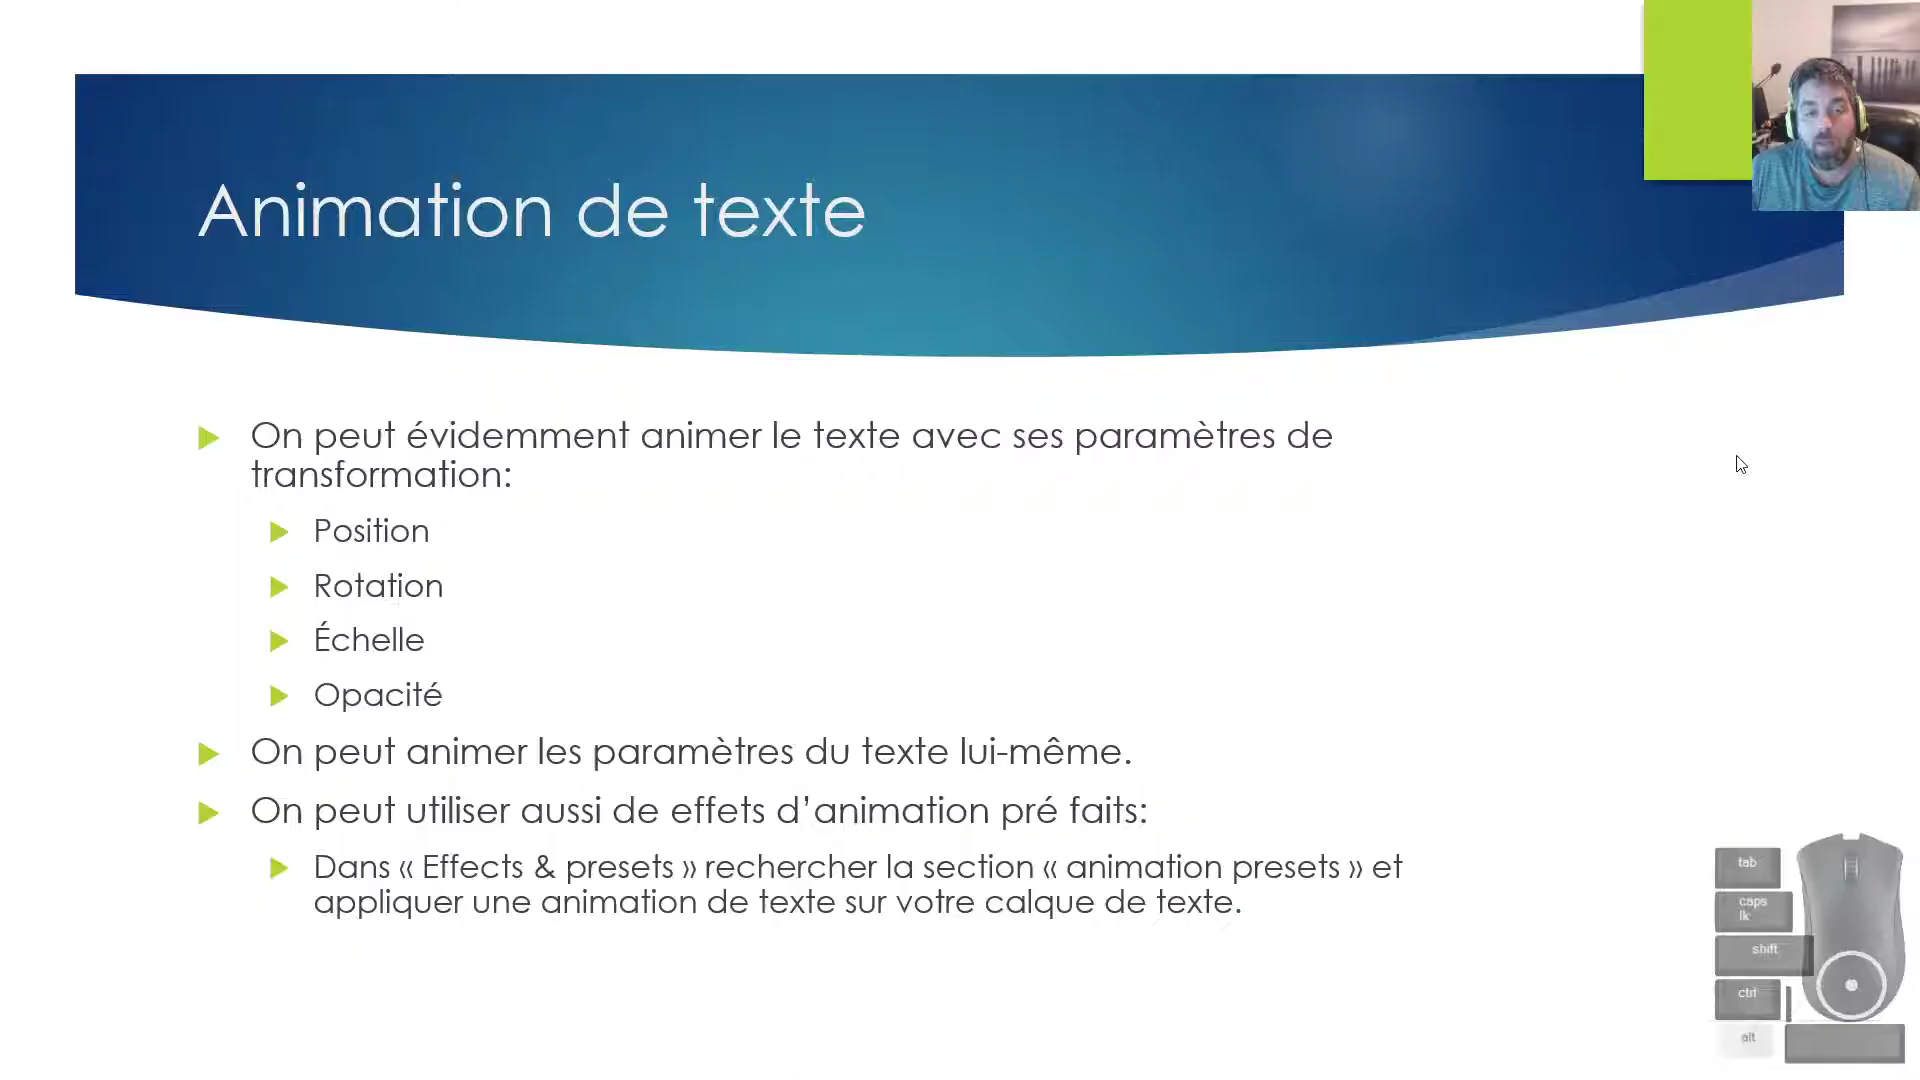 Animation de texte
On peut évidemment animer le texte avec ses paramètres de
transformation:
Position
Rotation
Échelle
Opacité
On peut animer les paramètres du texte lui-même.
On peut utiliser aussi de effets d’animation pré faits:
Dans « Effects & presets » rechercher la section « animation presets » et
appliquer une animation de texte sur votre calque de texte.
tab
caps
lk
shift
ctrl
alt